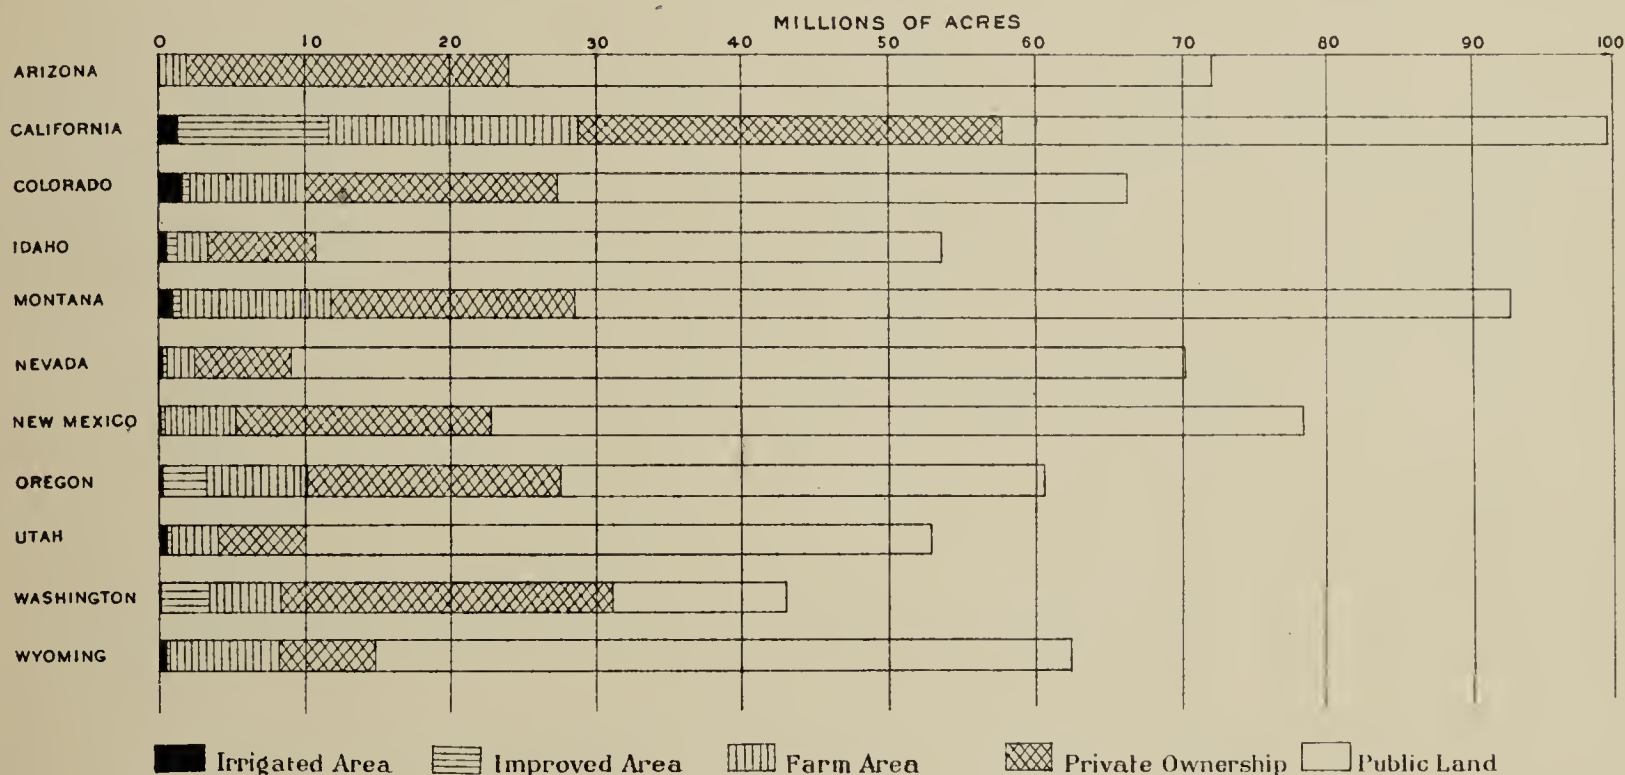 MILLIONS OF ACRES
0 10 20 30 40 50 60 70 80 90 100
ARIZONA
CALIFORNIA
COLORADO
IDAHO
MONTANA
NEVADA
NEW MEXICO
OREGON
UTAH
WASHINGTON
WYOMING
Irrigated Area Improved Area Farm Area Private Ownership Public Land